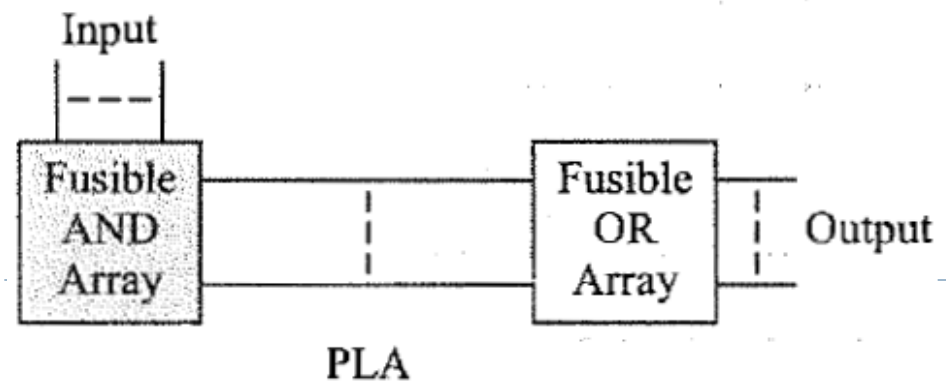 Input
Fusible
AND
Array
Fusible
OR
Array
Output
PLA